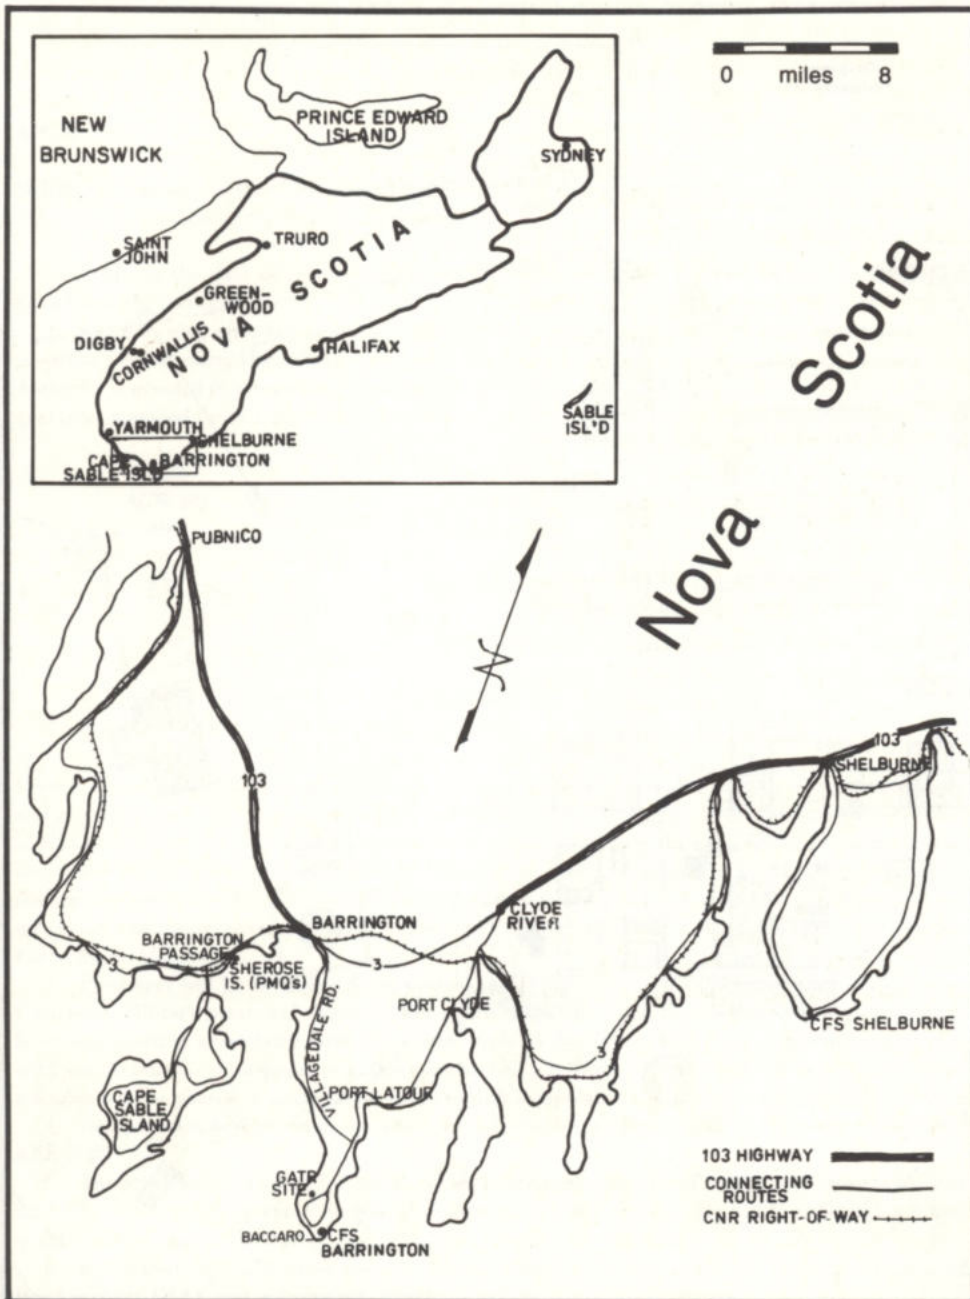 0 miles 8
NEW
BRUNSWICK
PRINCE EDWARD
ISLAND
SYDNEY
SAINT
JOHN
TRURO
NOVA SCOTIA
GREEN-
WOOD
DIGBY
CORNWALLIS
HALIFAX
YARMOUTH
SHELBURNE
CAPE
SABLE ISL'D
BARRINGTON
SABLE
ISL'D
Nova Scotia
PUBNICO
N
103
103
SHELBURNE
BARRINGTON
CLYDE
RIVER
BARRINGTON
PASSAGE
3
SHEROSE
IS. (PMQ's)
3
VILLAGEDALE RD.
PORT CLYDE
CFS SHELBURNE
3
PORT LATOUR
CAPE
SABLE
ISLAND
GATR
SITE
BACCARO
CFS
BARRINGTON
103 HIGHWAY
CONNECTING
ROUTES
CNR RIGHT-OF-WAY